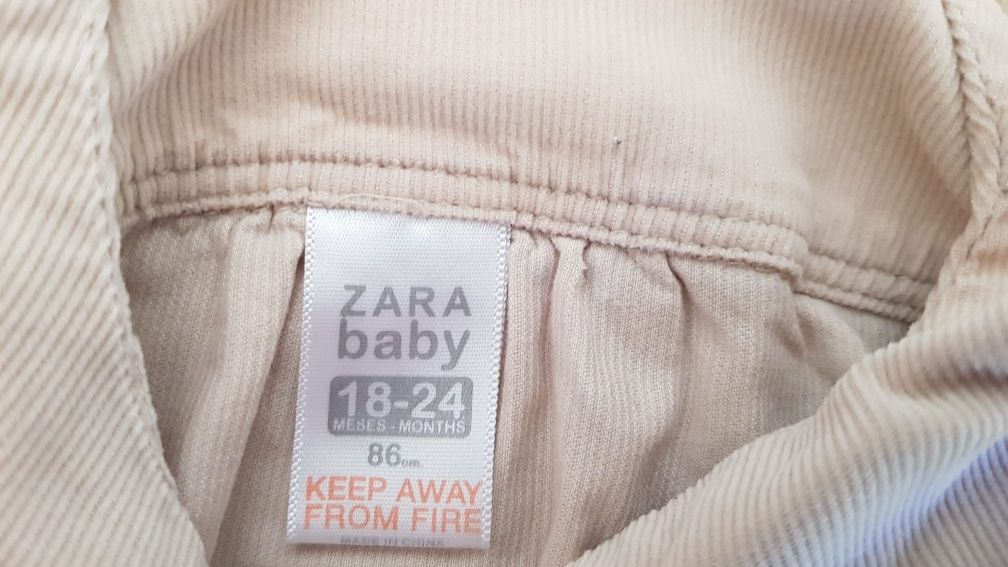 ZARA
baby
18-24
MESES - MONTHS
86cm.
KEEP AWAY
FROM FIRE
MADE IN CHINA